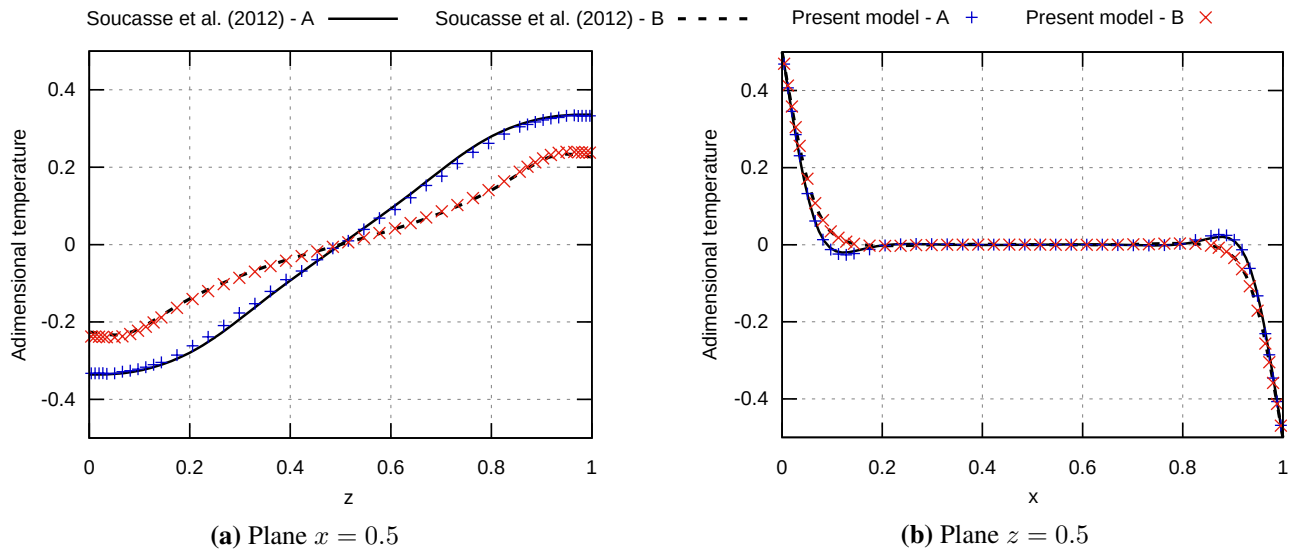 Soucasse et al. (2012) - A Soucasse et al. (2012) - B Present model - A Present model - B
Adimensional temperature
0.4
0.2
0
-0.2
-0.4
0 0.2 0.4 0.6 0.8 1
z
(a) Plane x = 0.5
Adimensional temperature
0.4
0.2
0
-0.2
-0.4
0 0.2 0.4 0.6 0.8 1
x
(b) Plane z = 0.5